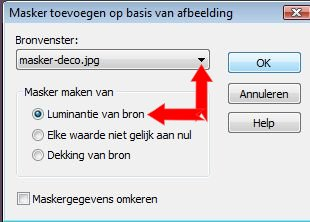 Masker toevoegen op basis van afbeelding
Bronvenster:
masker-deco.jpg
OK
Annuleren
Help
Masker maken van
Luminantie van bron
Elke waarde niet gelijk aan nul
Dekking van bron
Maskergegevens omkeren